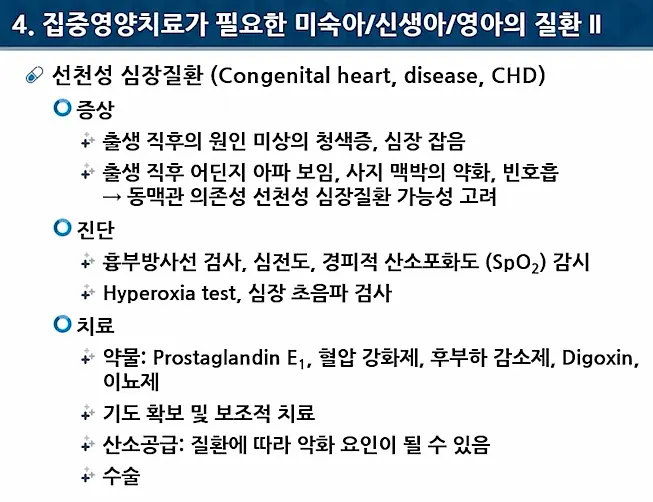 4. 집중영양치료가 필요한 미숙아/신생아/영아의 질환 II
선천성 심장질환 (Congenital heart, disease, CHD)
증상
출생 직후의 원인 미상의 청색증, 심장 잡음
출생 직후 어딘지 아파 보임, 사지 맥박의 약화, 빈호흡
→ 동맥관 의존성 선천성 심장질환 가능성 고려
진단
흉부방사선 검사, 심전도, 경피적 산소포화도 (SpO₂) 감시
Hyperoxia test, 심장 초음파 검사
치료
약물: Prostaglandin E₁, 혈압 강화제, 후부하 감소제, Digoxin,
이뇨제
기도 확보 및 보조적 치료
산소공급: 질환에 따라 악화 요인이 될 수 있음
수술